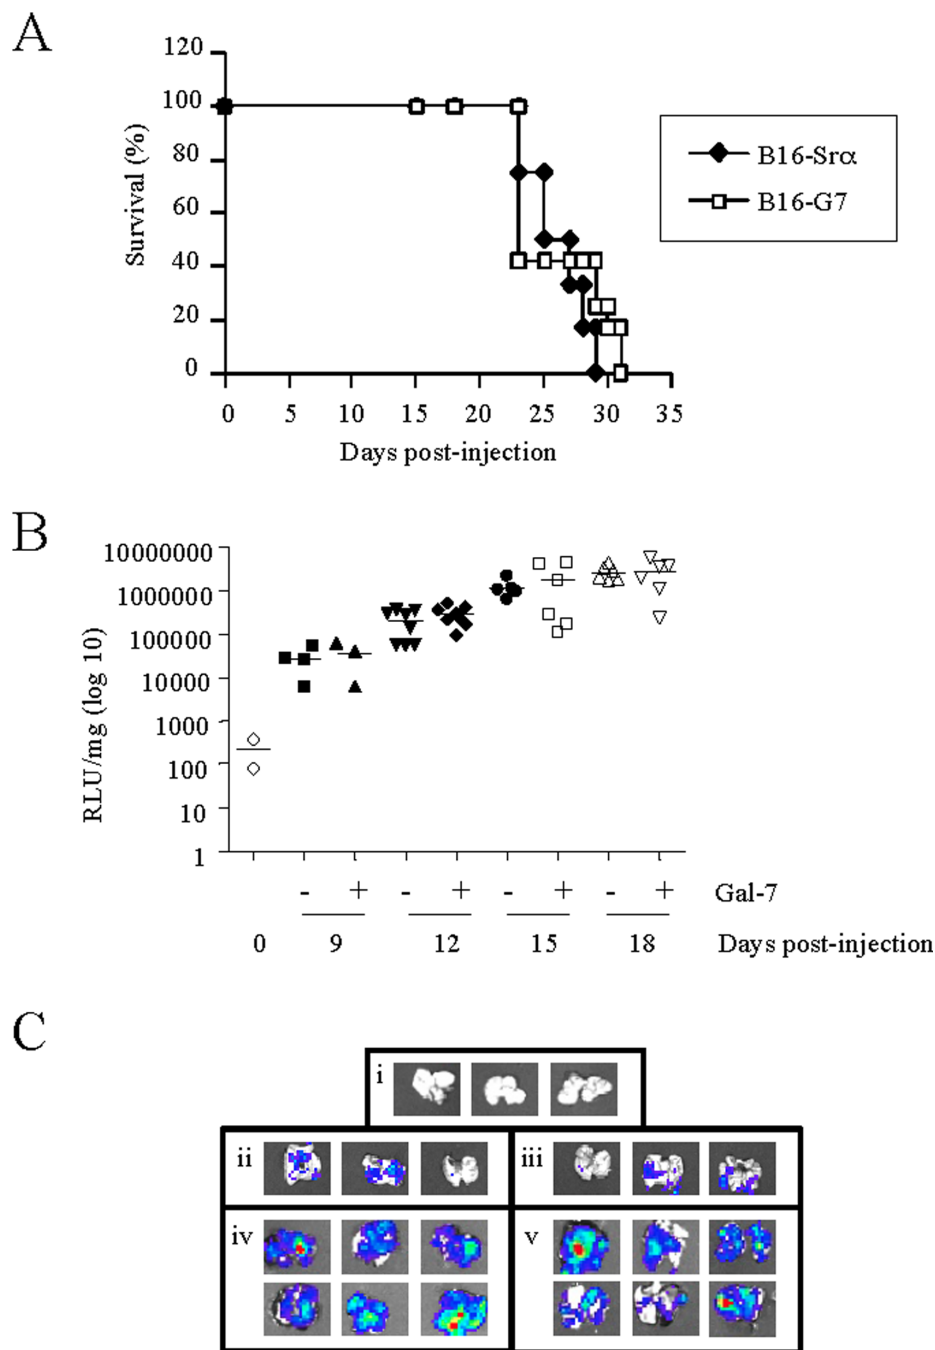 A
120
100
80
60
40
20
0
Survival (%)
0 5 10 15 20 25 30 35
Days post-injection
B16-Srα
B16-G7
B
10000000
1000000
100000
10000
1000
100
10
1
RLU/mg (log 10)
- + - + - + - + Gal-7
0 9 12 15 18 Days post-injection
C
i
ii iii
iv v